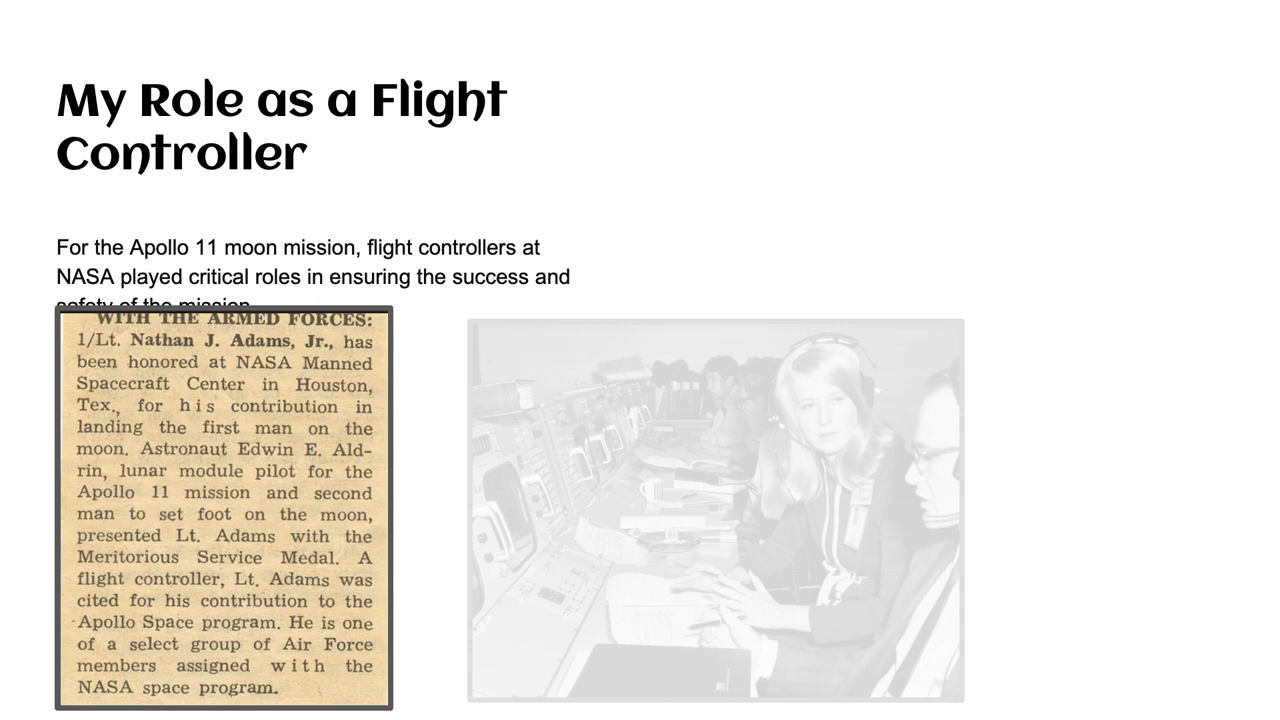 My Role as a Flight
Controller
For the Apollo 11 moon mission, flight controllers at
NASA played critical roles in ensuring the success and
safety of the mission
WITH THE ARMED FORCES:
1/Lt. Nathan J. Adams, Jr., has
been honored at NASA Manned
Spacecraft Center in Houston,
Tex., for his contribution in
landing the first man on the
moon. Astronaut Edwin E. Ald-
rin, lunar module pilot for the
Apollo 11 mission and second
man to set foot on the moon,
presented Lt. Adams with the
Meritorious Service Medal. A
flight controller, Lt. Adams was
cited for his contribution to the
Apollo Space program. He is one
of a select group of Air Force
members assigned with the
NASA space program.